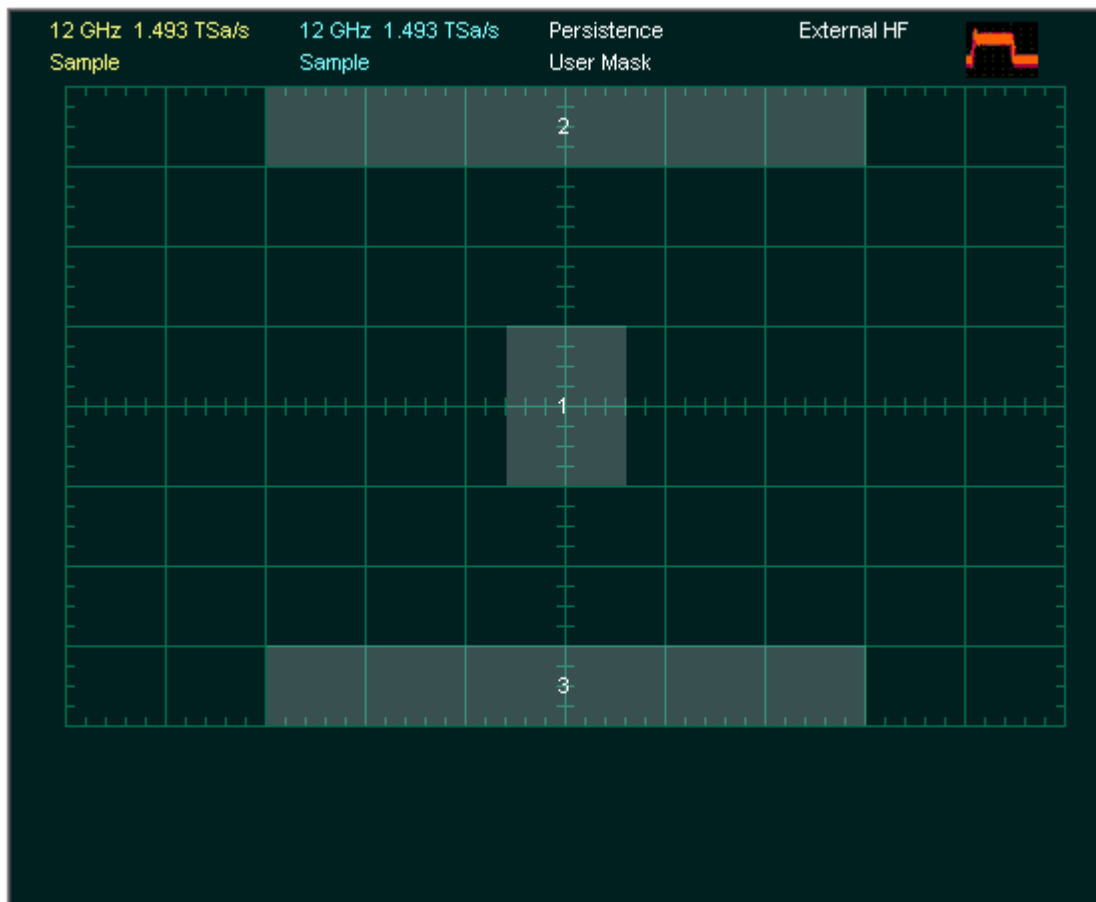 12 GHz 1.493 TSa/s 12 GHz 1.493 TSa/s Persistence External HF
Sample Sample User Mask
2
1
3